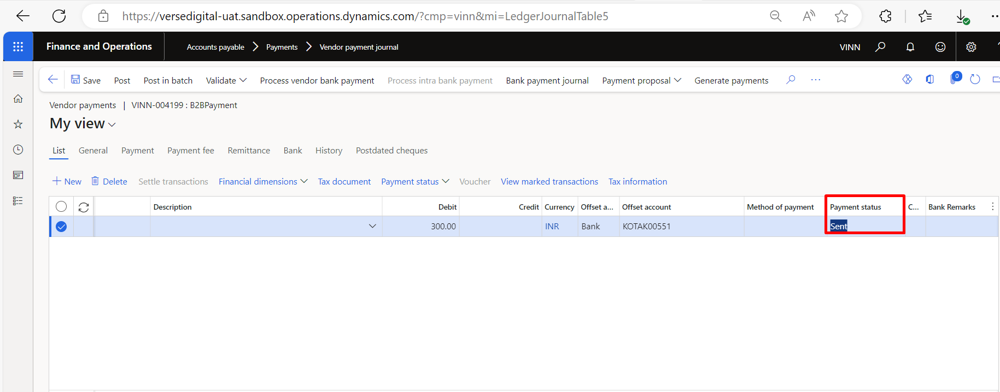 https://versedigital-uat.sandbox.operations.dynamics.com/?cmp=vinn&mi=LedgerJournalTable5
Finance and Operations Accounts payable Payments Vendor payment journal VINN
Save Post Post in batch Validate Process vendor bank payment Process intra bank payment Bank payment journal Payment proposal Generate payments ... 0
Vendor payments | VINN-004199 : B2BPayment
My view
List General Payment Payment fee Remittance Bank History Postdated cheques
New Delete Settle transactions Financial dimensions Tax document Payment status Voucher View marked transactions Tax information
Description Debit Credit Currency Offset a... Offset account Method of payment Payment status C... Bank Remarks
300.00 INR Bank KOTAK00551 Sent